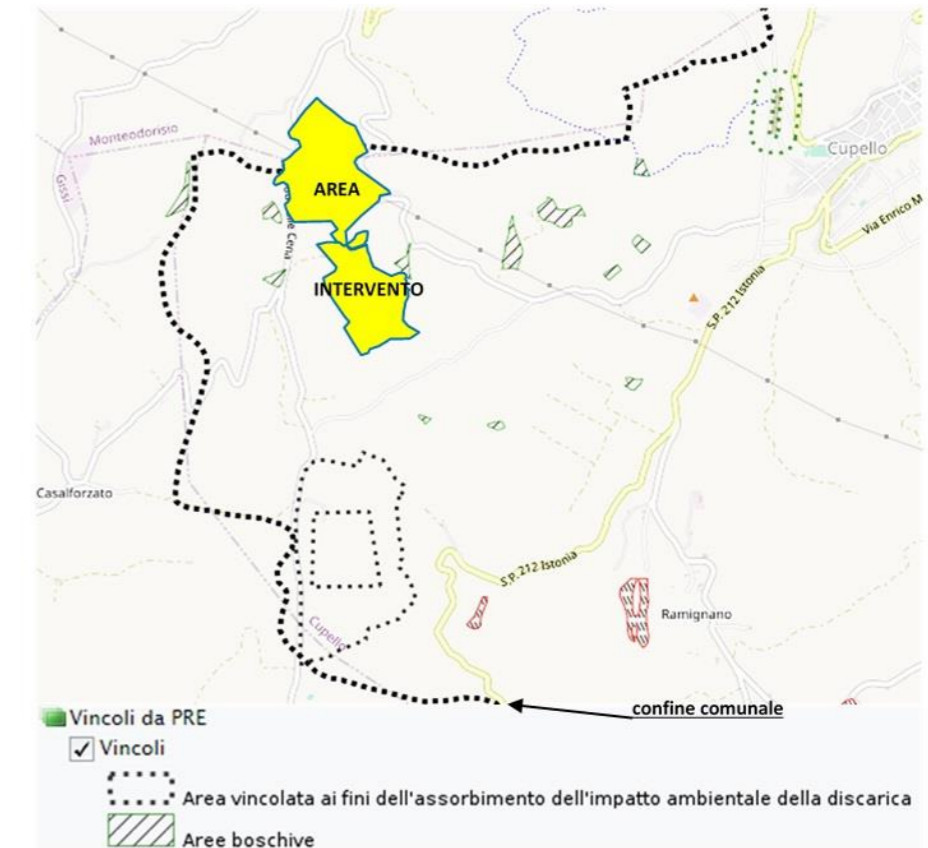 Monteodorisio
Gissi
Cupello
AREA
Via Enrico M
INTERVENTO
S.P. 212 Istonia
Casalforzato
S.P. 212 Istonia
Ramignano
Cupello
confine comunale
Vincoli da PRE
Vincoli
Area vincolata ai fini dell'assorbimento dell'impatto ambientale della discarica
Aree boschive